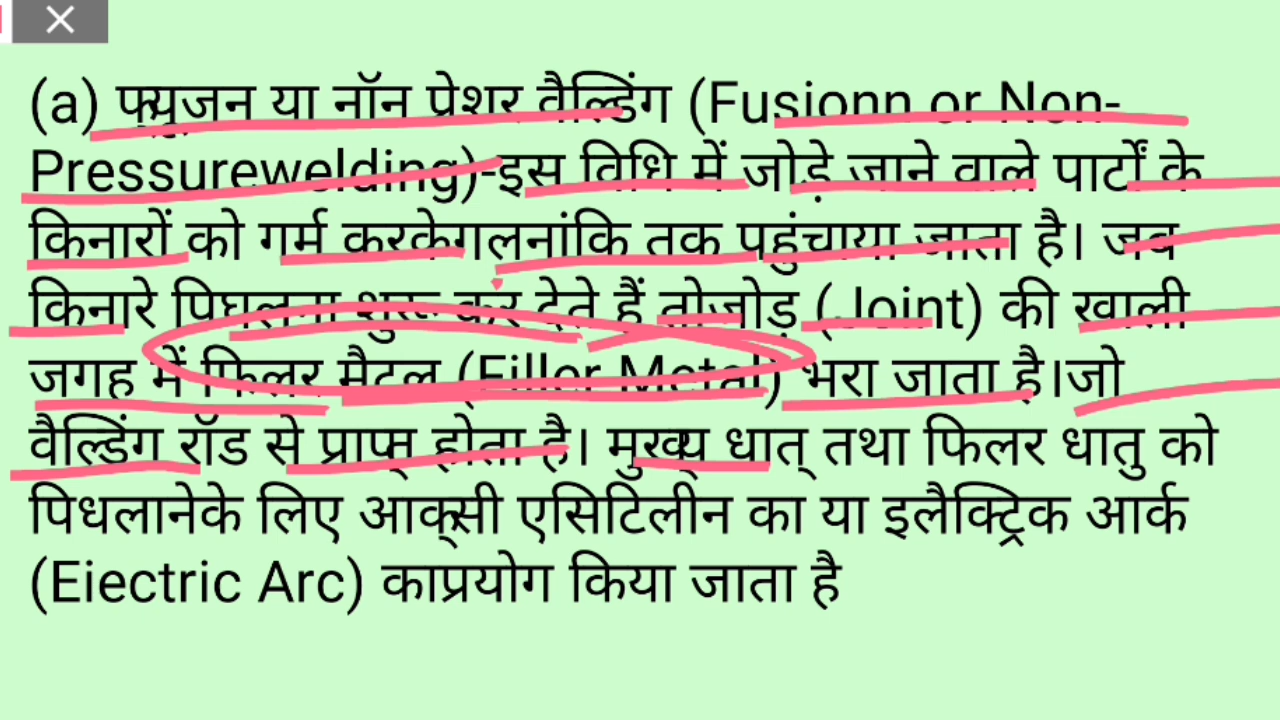 (a) फ्यूजन या नॉन प्रेशर वैल्डिंग (Fusionn or Non-
Pressurewelding)-इस विधि में जोड़े जाने वाले पार्टों के
किनारों को गर्म करकेगलनांकि तक पहुंचाया जाता है। जब
किनारे पिघलना शुरू कर देते हैं तोजोड़ (Joint) की खाली
जगह में फिलर मैटल (Filler Metal) भरा जाता है।जो
वैल्डिंग रॉड से प्राप्त होता है। मुख्य धात् तथा फिलर धातु को
पिधलानेके लिए आक्सी एसिटिलीन का या इलैक्ट्रिक आर्क
(Eiectric Arc) काप्रयोग किया जाता है